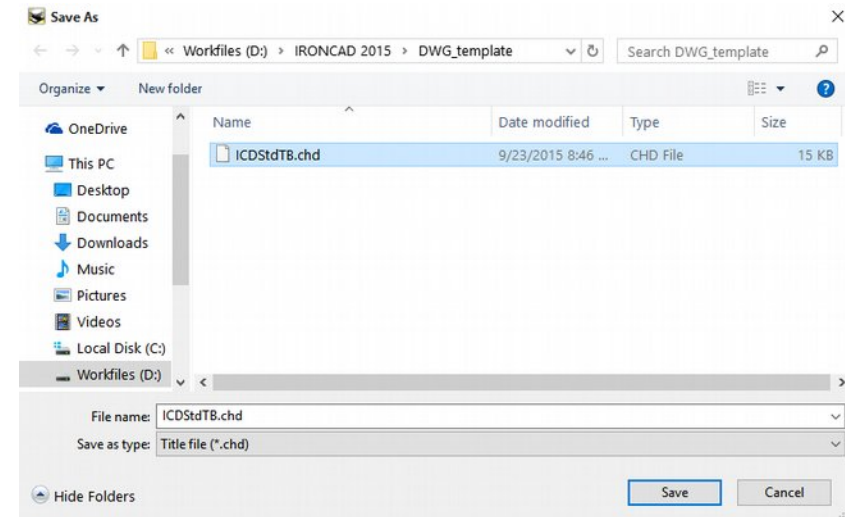 Save As
« Workfiles (D:) › IRONCAD 2015 › DWG_template
Search DWG_template
Organize
New folder
Name Date modified Type Size
ICDStdTB.chd 9/23/2015 8:46 ... CHD File 15 KB
OneDrive
This PC
Desktop
Documents
Downloads
Music
Pictures
Videos
Local Disk (C:)
Workfiles (D:)
File name: ICDStdTB.chd
Save as type: Title file (*.chd)
Hide Folders
Save Cancel